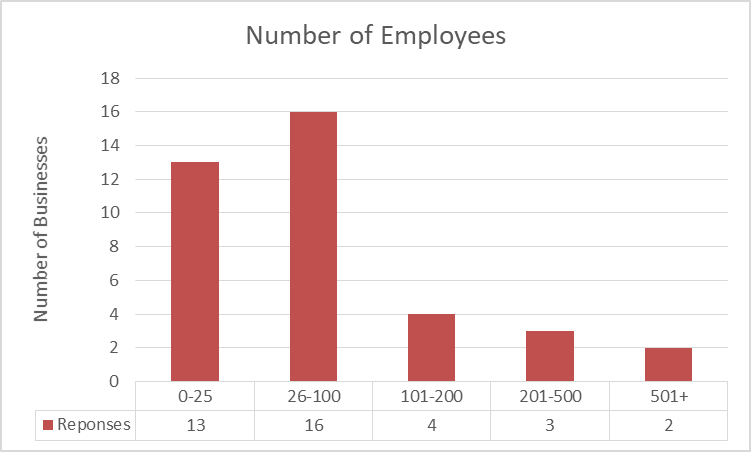 Number of Employees
Number of Businesses
18
16
14
12
10
8
6
4
2
0
0-25 26-100 101-200 201-500 501+
Reponses 13 16 4 3 2